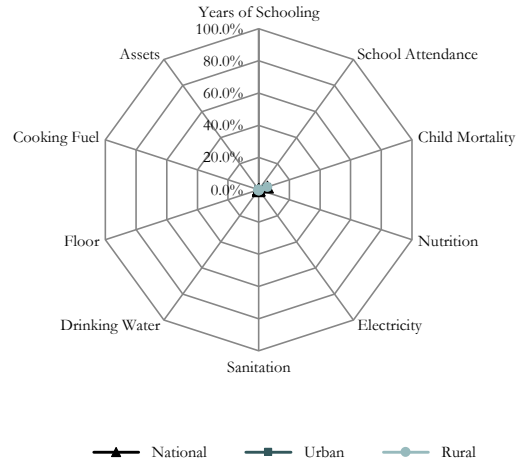 Years of Schooling
100.0%
Assets
School Attendance
80.0%
60.0%
Cooking Fuel
Child Mortality
40.0%
20.0%
0.0%
Floor
Nutrition
Drinking Water
Electricity
Sanitation
National Urban Rural